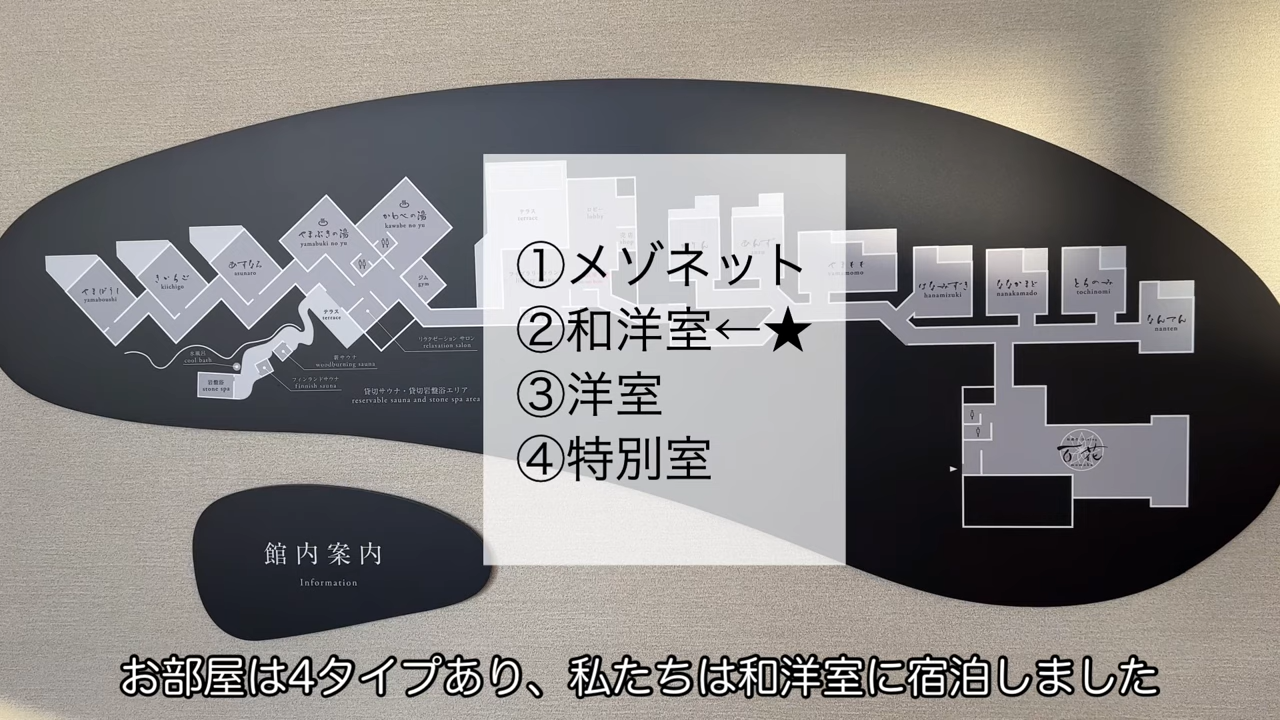 かわべの湯
kawabe no yu
やまぶきの湯
yamabuki no yu
あすなろ
asunaro
きいちご
kiichigo
やまぼうし
yamaboushi
ジム
gym
テラス
terrace
テラス
terrace
ロビー
lobby
リラクゼーション サロン
relaxation salon
薪サウナ
woodburning sauna
フィンランドサウナ
finnish sauna
水風呂
cool bath
岩盤浴
stone spa
貸切サウナ・貸切岩盤浴エリア
reservable sauna and stone spa area
はなみずき
hanamizuki
ななかまど
nanakamado
とちのみ
tochinomi
なんてん
nanten
百花
momoka
①メゾネット
②和洋室←★
③洋室
④特別室
館内案内
Information
お部屋は4タイプあり、私たちは和洋室に宿泊しました